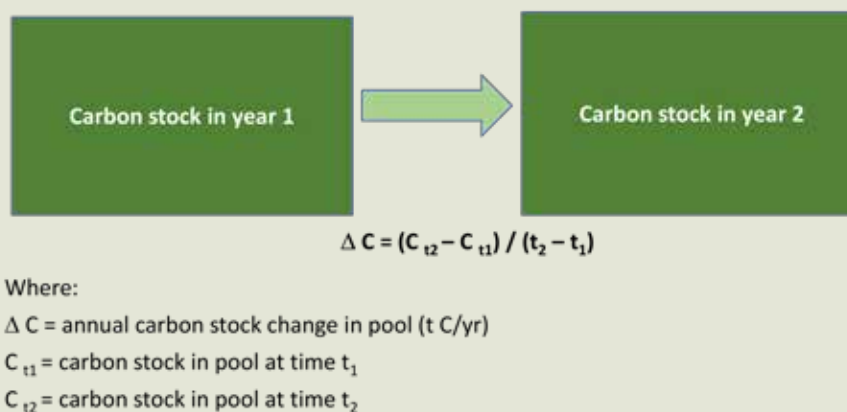 Carbon stock in year 1
Carbon stock in year 2
Δ C = (C t2 – C t1) / (t2 – t1)
Where:
Δ C = annual carbon stock change in pool (t C/yr)
C t1 = carbon stock in pool at time t1
C t2 = carbon stock in pool at time t2